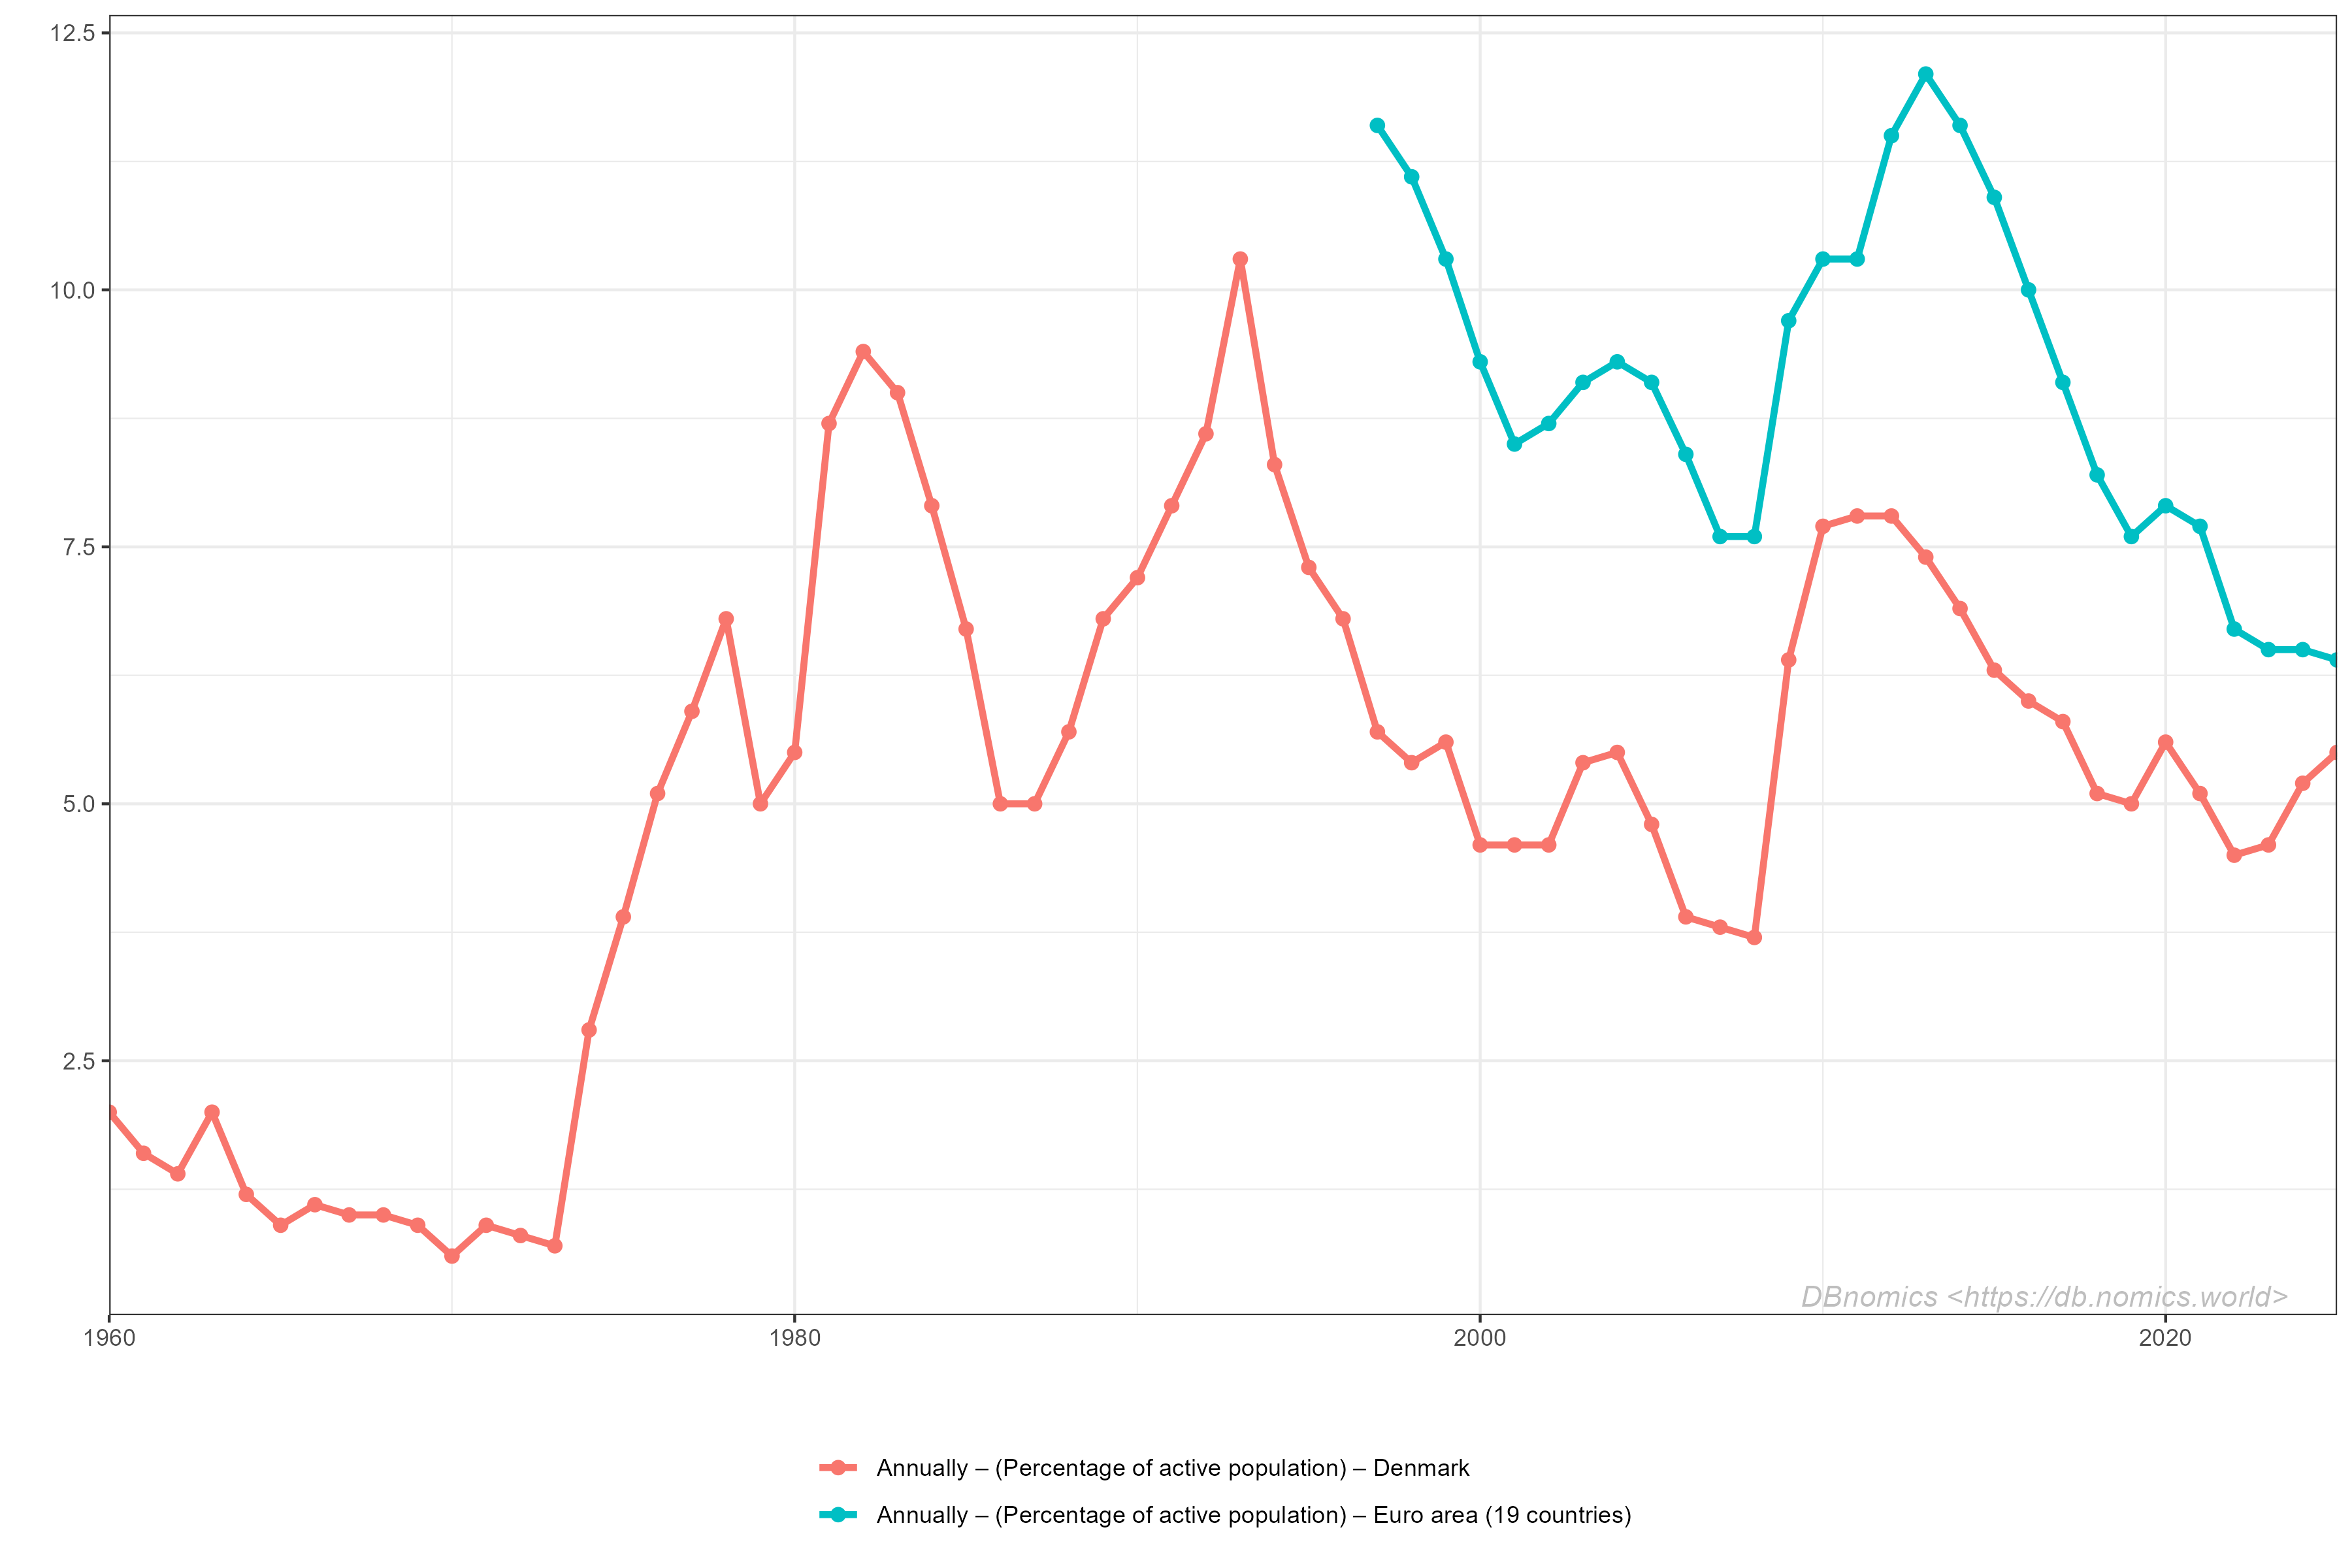 12.5
10.0
7.5
5.0
2.5
DBnomics <https://db.nomics.world>
1960 1980 2000 2020
Annually – (Percentage of active population) – Denmark
Annually – (Percentage of active population) – Euro area (19 countries)